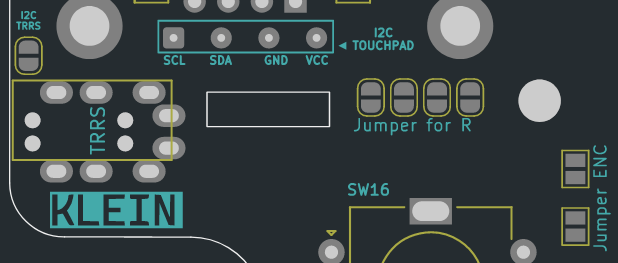 I2C
TRRS
I2C
TOUCHPAD
SCL
SDA
GND
VCC
TRRS
Jumper for R
Jumper ENC
SW16
KLEIN